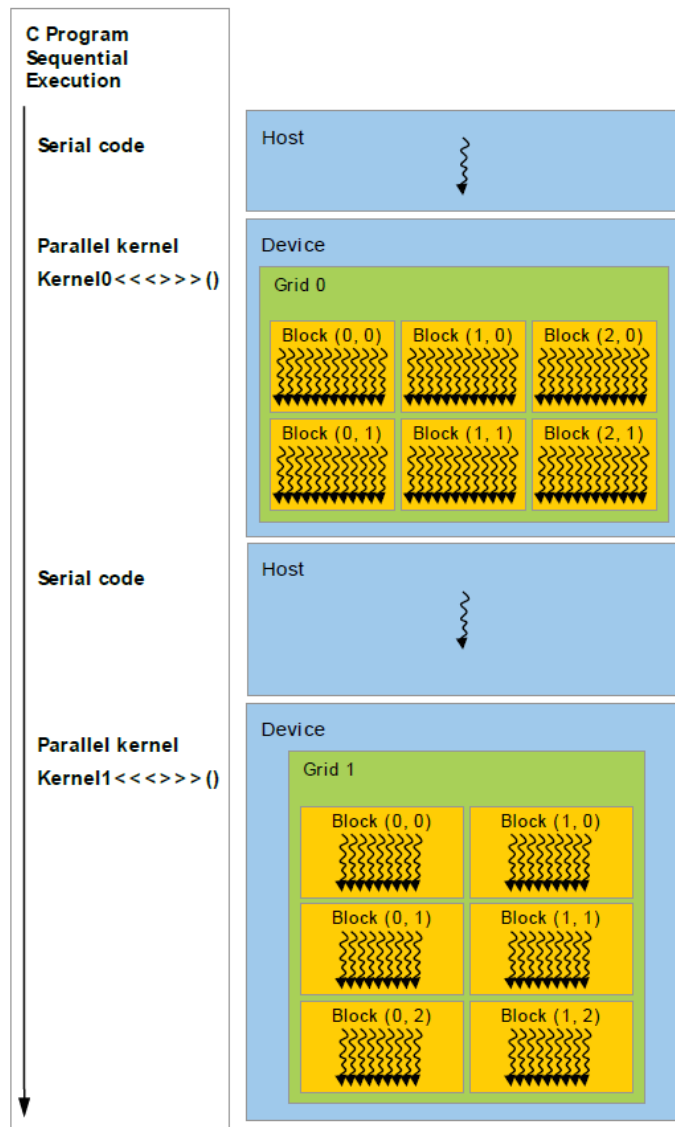 C Program
Sequential
Execution
Serial code
Host
Parallel kernel
Kernel0<<<>>>()
Device
Grid 0
Block (0, 0)
Block (1, 0)
Block (2, 0)
Block (0, 1)
Block (1, 1)
Block (2, 1)
Serial code
Host
Parallel kernel
Kernel1<<<>>>()
Device
Grid 1
Block (0, 0)
Block (1, 0)
Block (0, 1)
Block (1, 1)
Block (0, 2)
Block (1, 2)